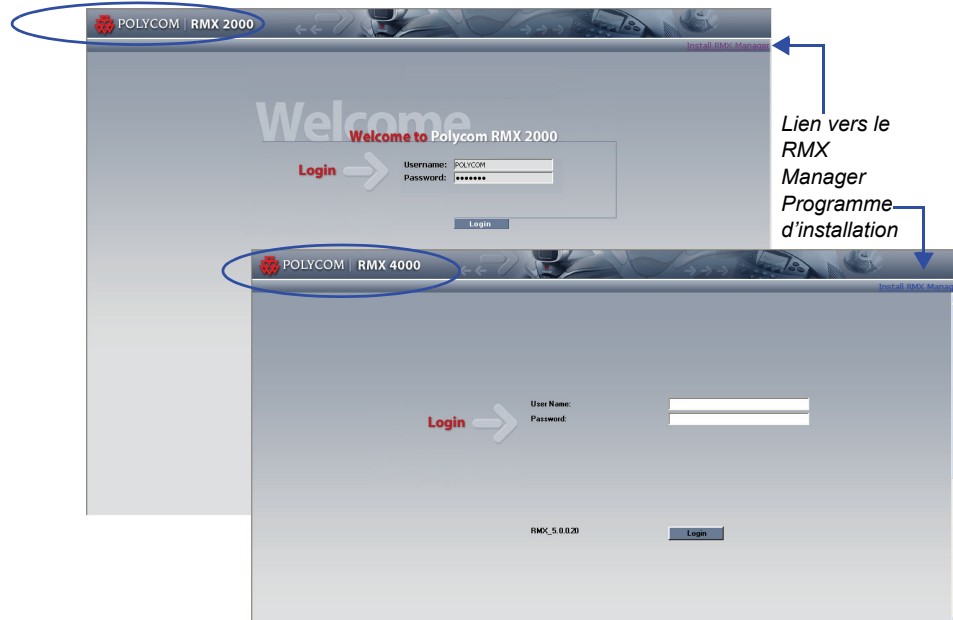 POLYCOM | RMX 2000
Install RMX Manager
Welcome
Welcome to Polycom RMX 2000
Login
Username: POLYCOM
Password: •••••••
Login
Lien vers le
RMX
Manager
Programme
d'installation
POLYCOM | RMX 4000
Install RMX Manag
Login
User Name:
Password:
RMX_5.0.0.20
Login